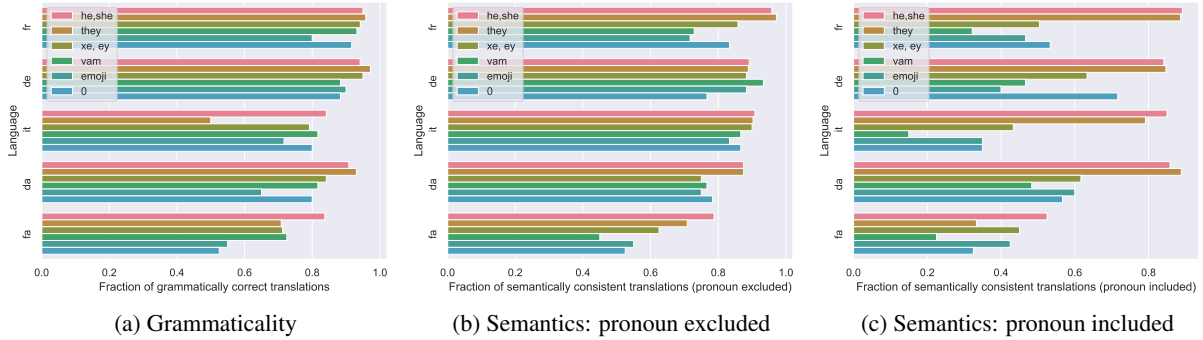 he,she
they
xe, ey
vam
emoji
0
fr
de
it
da
fa
Language
0.0 0.2 0.4 0.6 0.8 1.0
Fraction of grammatically correct translations
(a) Grammaticality
he,she
they
xe, ey
vam
emoji
0
fr
de
it
da
fa
Language
0.0 0.2 0.4 0.6 0.8 1.0
Fraction of semantically consistent translations (pronoun excluded)
(b) Semantics: pronoun excluded
he,she
they
xe, ey
vam
emoji
0
fr
de
it
da
fa
Language
0.0 0.2 0.4 0.6 0.8
Fraction of semantically consistent translations (pronoun included)
(c) Semantics: pronoun included